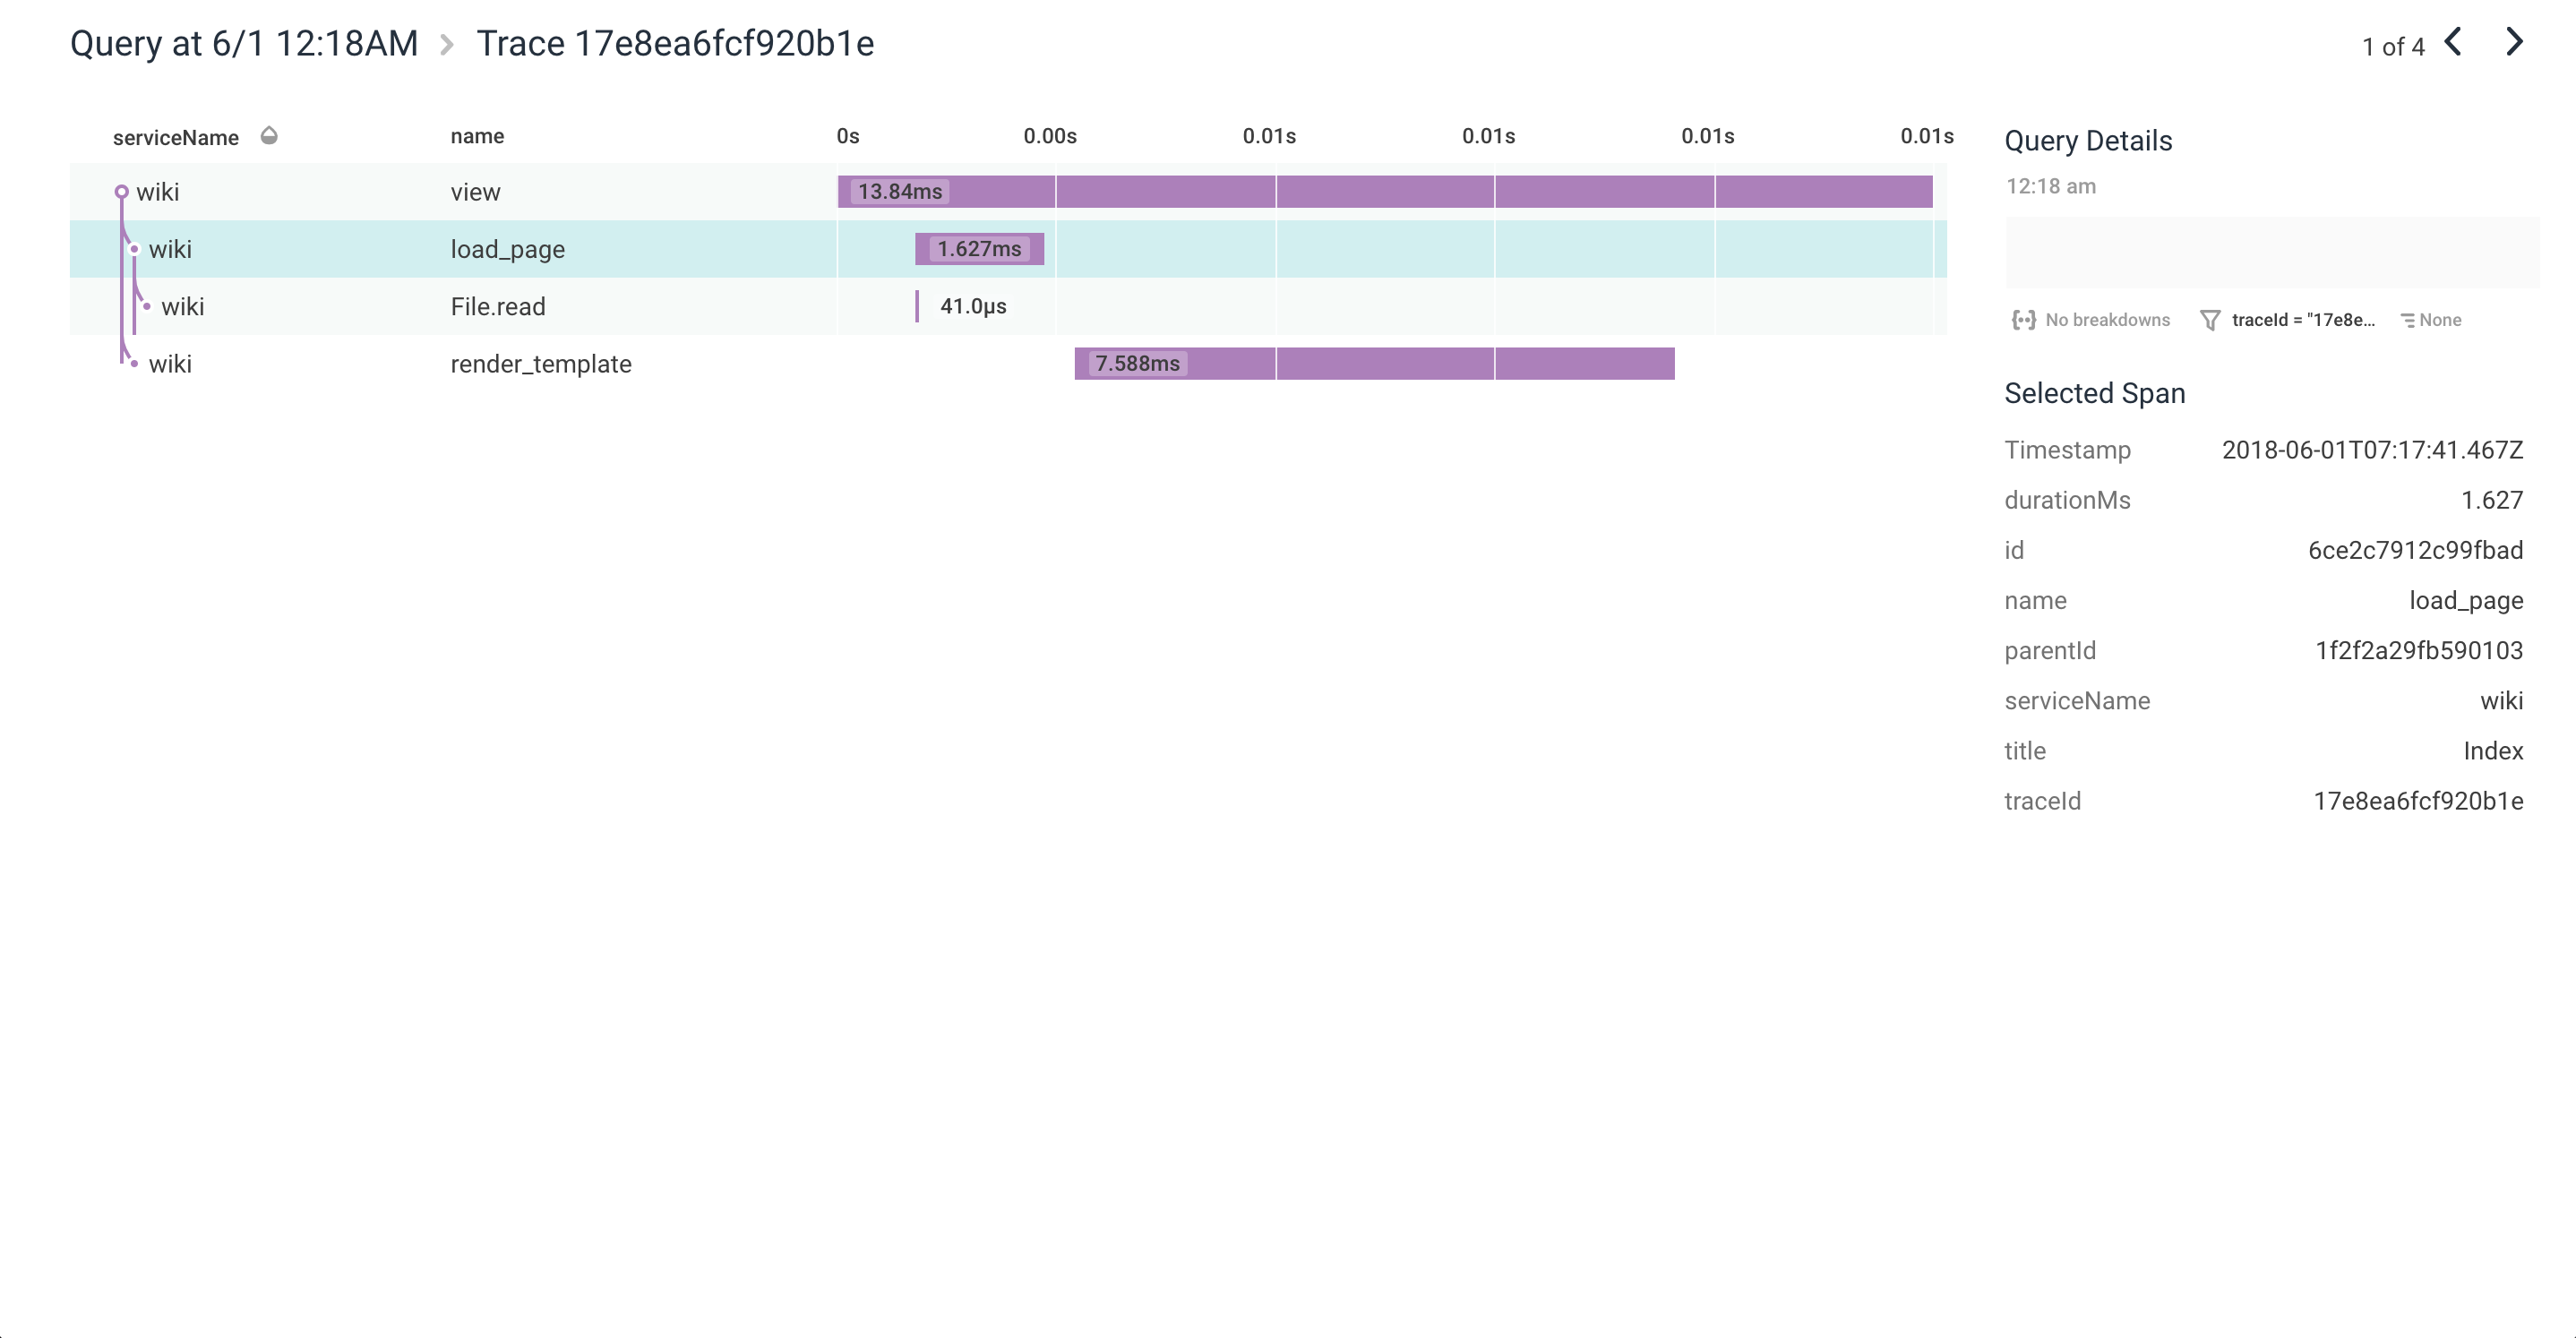 Query at 6/1 12:18AM > Trace 17e8ea6fcf920b1e
1 of 4
serviceName name 0s 0.00s 0.01s 0.01s 0.01s 0.01s
wiki view 13.84ms
wiki load_page 1.627ms
wiki File.read 41.0μs
wiki render_template 7.588ms
Query Details
12:18 am
No breakdowns traceId = "17e8e... None
Selected Span
Timestamp 2018-06-01T07:17:41.467Z
durationMs 1.627
id 6ce2c7912c99fbad
name load_page
parentId 1f2f2a29fb590103
serviceName wiki
title Index
traceId 17e8ea6fcf920b1e